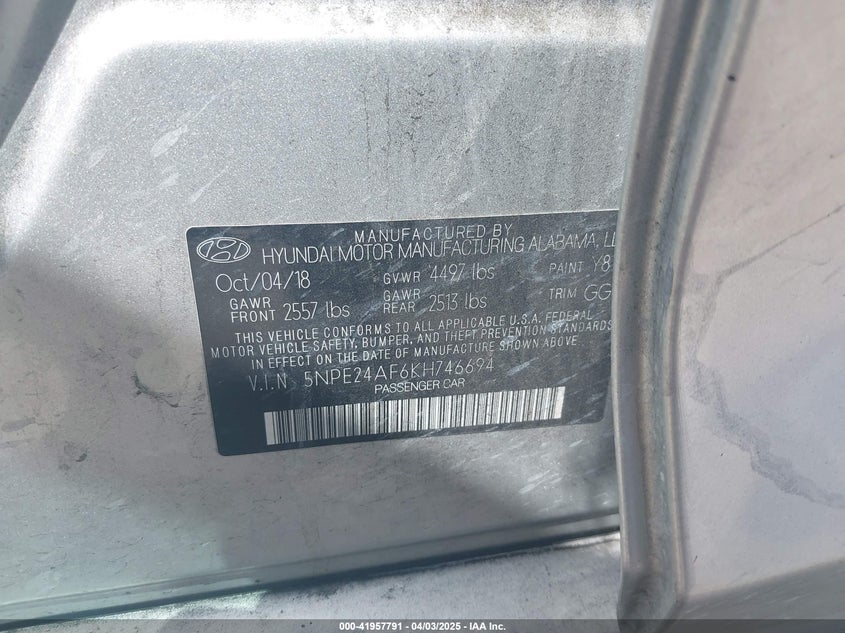 MANUFACTURED BY
HYUNDAI MOTOR MANUFACTURING ALABAMA,
Oct/04/18 GVWR 4497 lbs PAINT Y8
GAWR FRONT 2557 lbs GAWR REAR 2513 lbs TRIM GG
THIS VEHICLE CONFORMS TO ALL APPLICABLE U.S.A. FEDERAL
MOTOR VEHICLE SAFETY, BUMPER, AND THEFT PREVENTION STANDARDS
IN EFFECT ON THE DATE OF MANUFACTURE SHOWN ABOVE.
V.I.N 5NPE24AF6KH746694
PASSENGER CAR
000-41957791 - 04/03/2025 - IAA Inc.